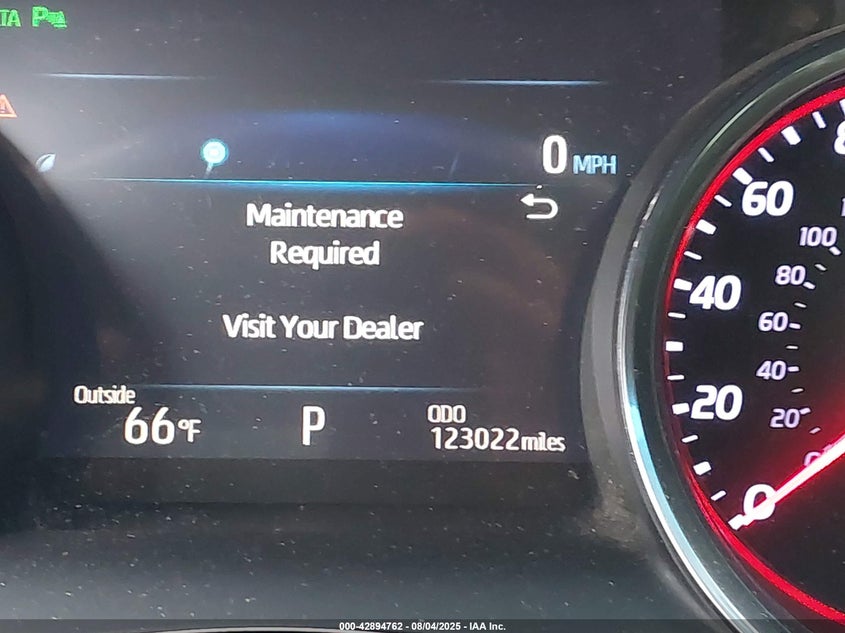 TA P
0 MPH
Maintenance
Required
Visit Your Dealer
Outside
66°F
P
ODO
123022 miles
60
40
20
0
100
80
60
40
20
000-42894762 - 08/04/2025 - IAA Inc.